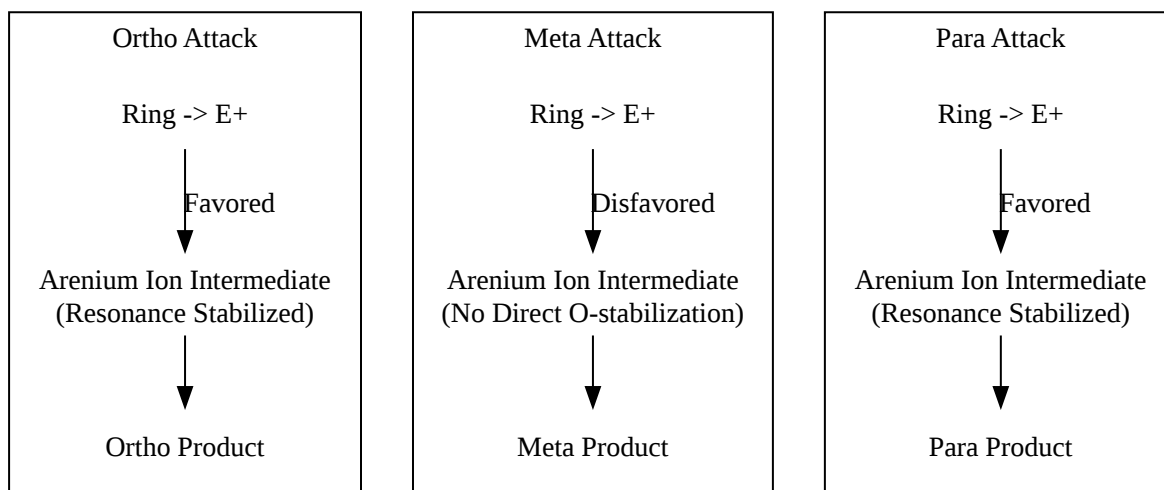 Ortho Attack
Ring -> E+
Favored
Arenium Ion Intermediate
(Resonance Stabilized)
Ortho Product
Meta Attack
Ring -> E+
Disfavored
Arenium Ion Intermediate
(No Direct O-stabilization)
Meta Product
Para Attack
Ring -> E+
Favored
Arenium Ion Intermediate
(Resonance Stabilized)
Para Product